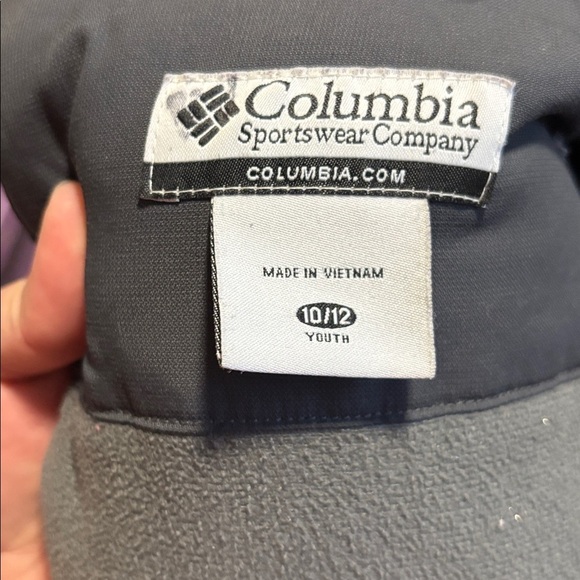 Columbia
Sportswear Company
COLUMBIA.COM
MADE IN VIETNAM
10/12
YOUTH